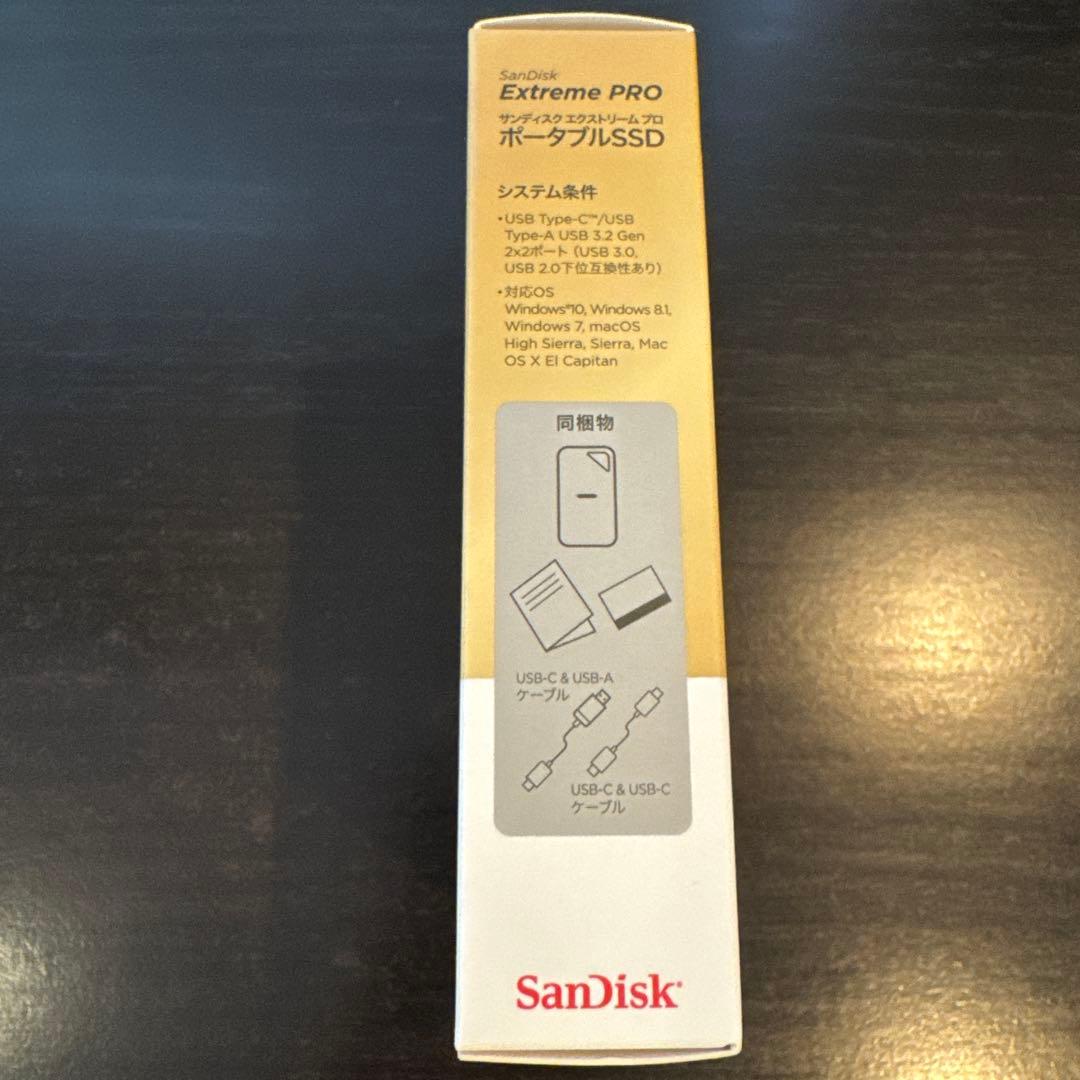 SanDisk
Extreme PRO
サンディスク エクストリーム プロ
ポータブルSSD
システム条件
・USB Type-C™/USB
Type-A USB 3.2 Gen
2x2ポート（USB 3.0,
USB 2.0下位互換性あり）
・対応OS
Windows®10, Windows 8.1,
Windows 7, macOS
High Sierra, Sierra, Mac
OS X El Capitan
同梱物
USB-C & USB-A
ケーブル
USB-C & USB-C
ケーブル
SanDisk®